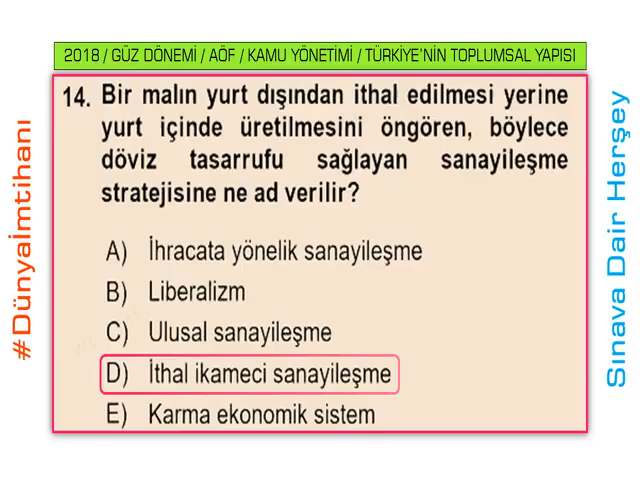 2018 / GÜZ DÖNEMİ / AÖF / KAMU YÖNETİMİ / TÜRKİYE'NİN TOPLUMSAL YAPISI
#Dünyaİmtihanı
14. Bir malın yurt dışından ithal edilmesi yerine
yurt içinde üretilmesini öngören, böylece
döviz tasarrufu sağlayan sanayileşme
stratejisine ne ad verilir?
A) İhracata yönelik sanayileşme
B) Liberalizm
C) Ulusal sanayileşme
D) İthal ikameci sanayileşme
E) Karma ekonomik sistem
Sınava Dair Herşey